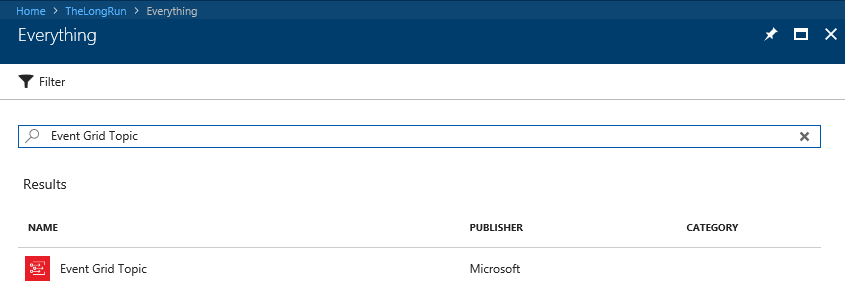 Home > TheLongRun > Everything
Everything
Filter
Event Grid Topic
Results
NAME PUBLISHER CATEGORY
Event Grid Topic Microsoft